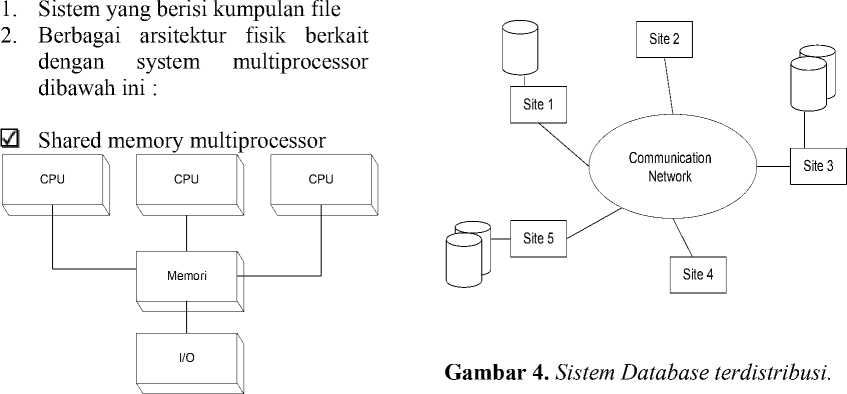 1. Sistem yang berisi kumpulan file
2. Berbagai arsitektur fisik berkait
dengan system multiprocessor
dibawah ini :
Shared memory multiprocessor
CPU
CPU
CPU
Memori
I/O
Site 1
Site 2
Communication
Network
Site 3
Site 5
Site 4
Gambar 4. Sistem Database terdistribusi.